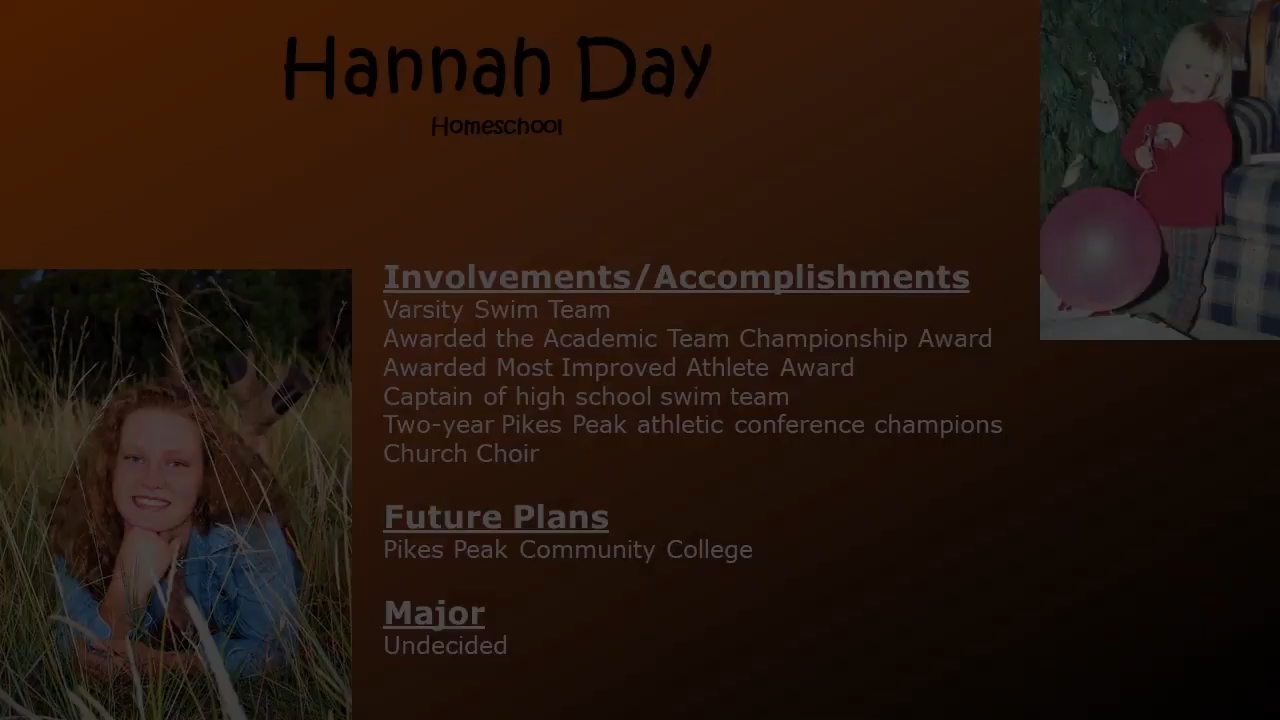 Hannah Day
Homeschool
Involvements/Accomplishments
Varsity Swim Team
Awarded the Academic Team Championship Award
Awarded Most Improved Athlete Award
Captain of high school swim team
Two-year Pikes Peak athletic conference champions
Church Choir
Future Plans
Pikes Peak Community College
Major
Undecided